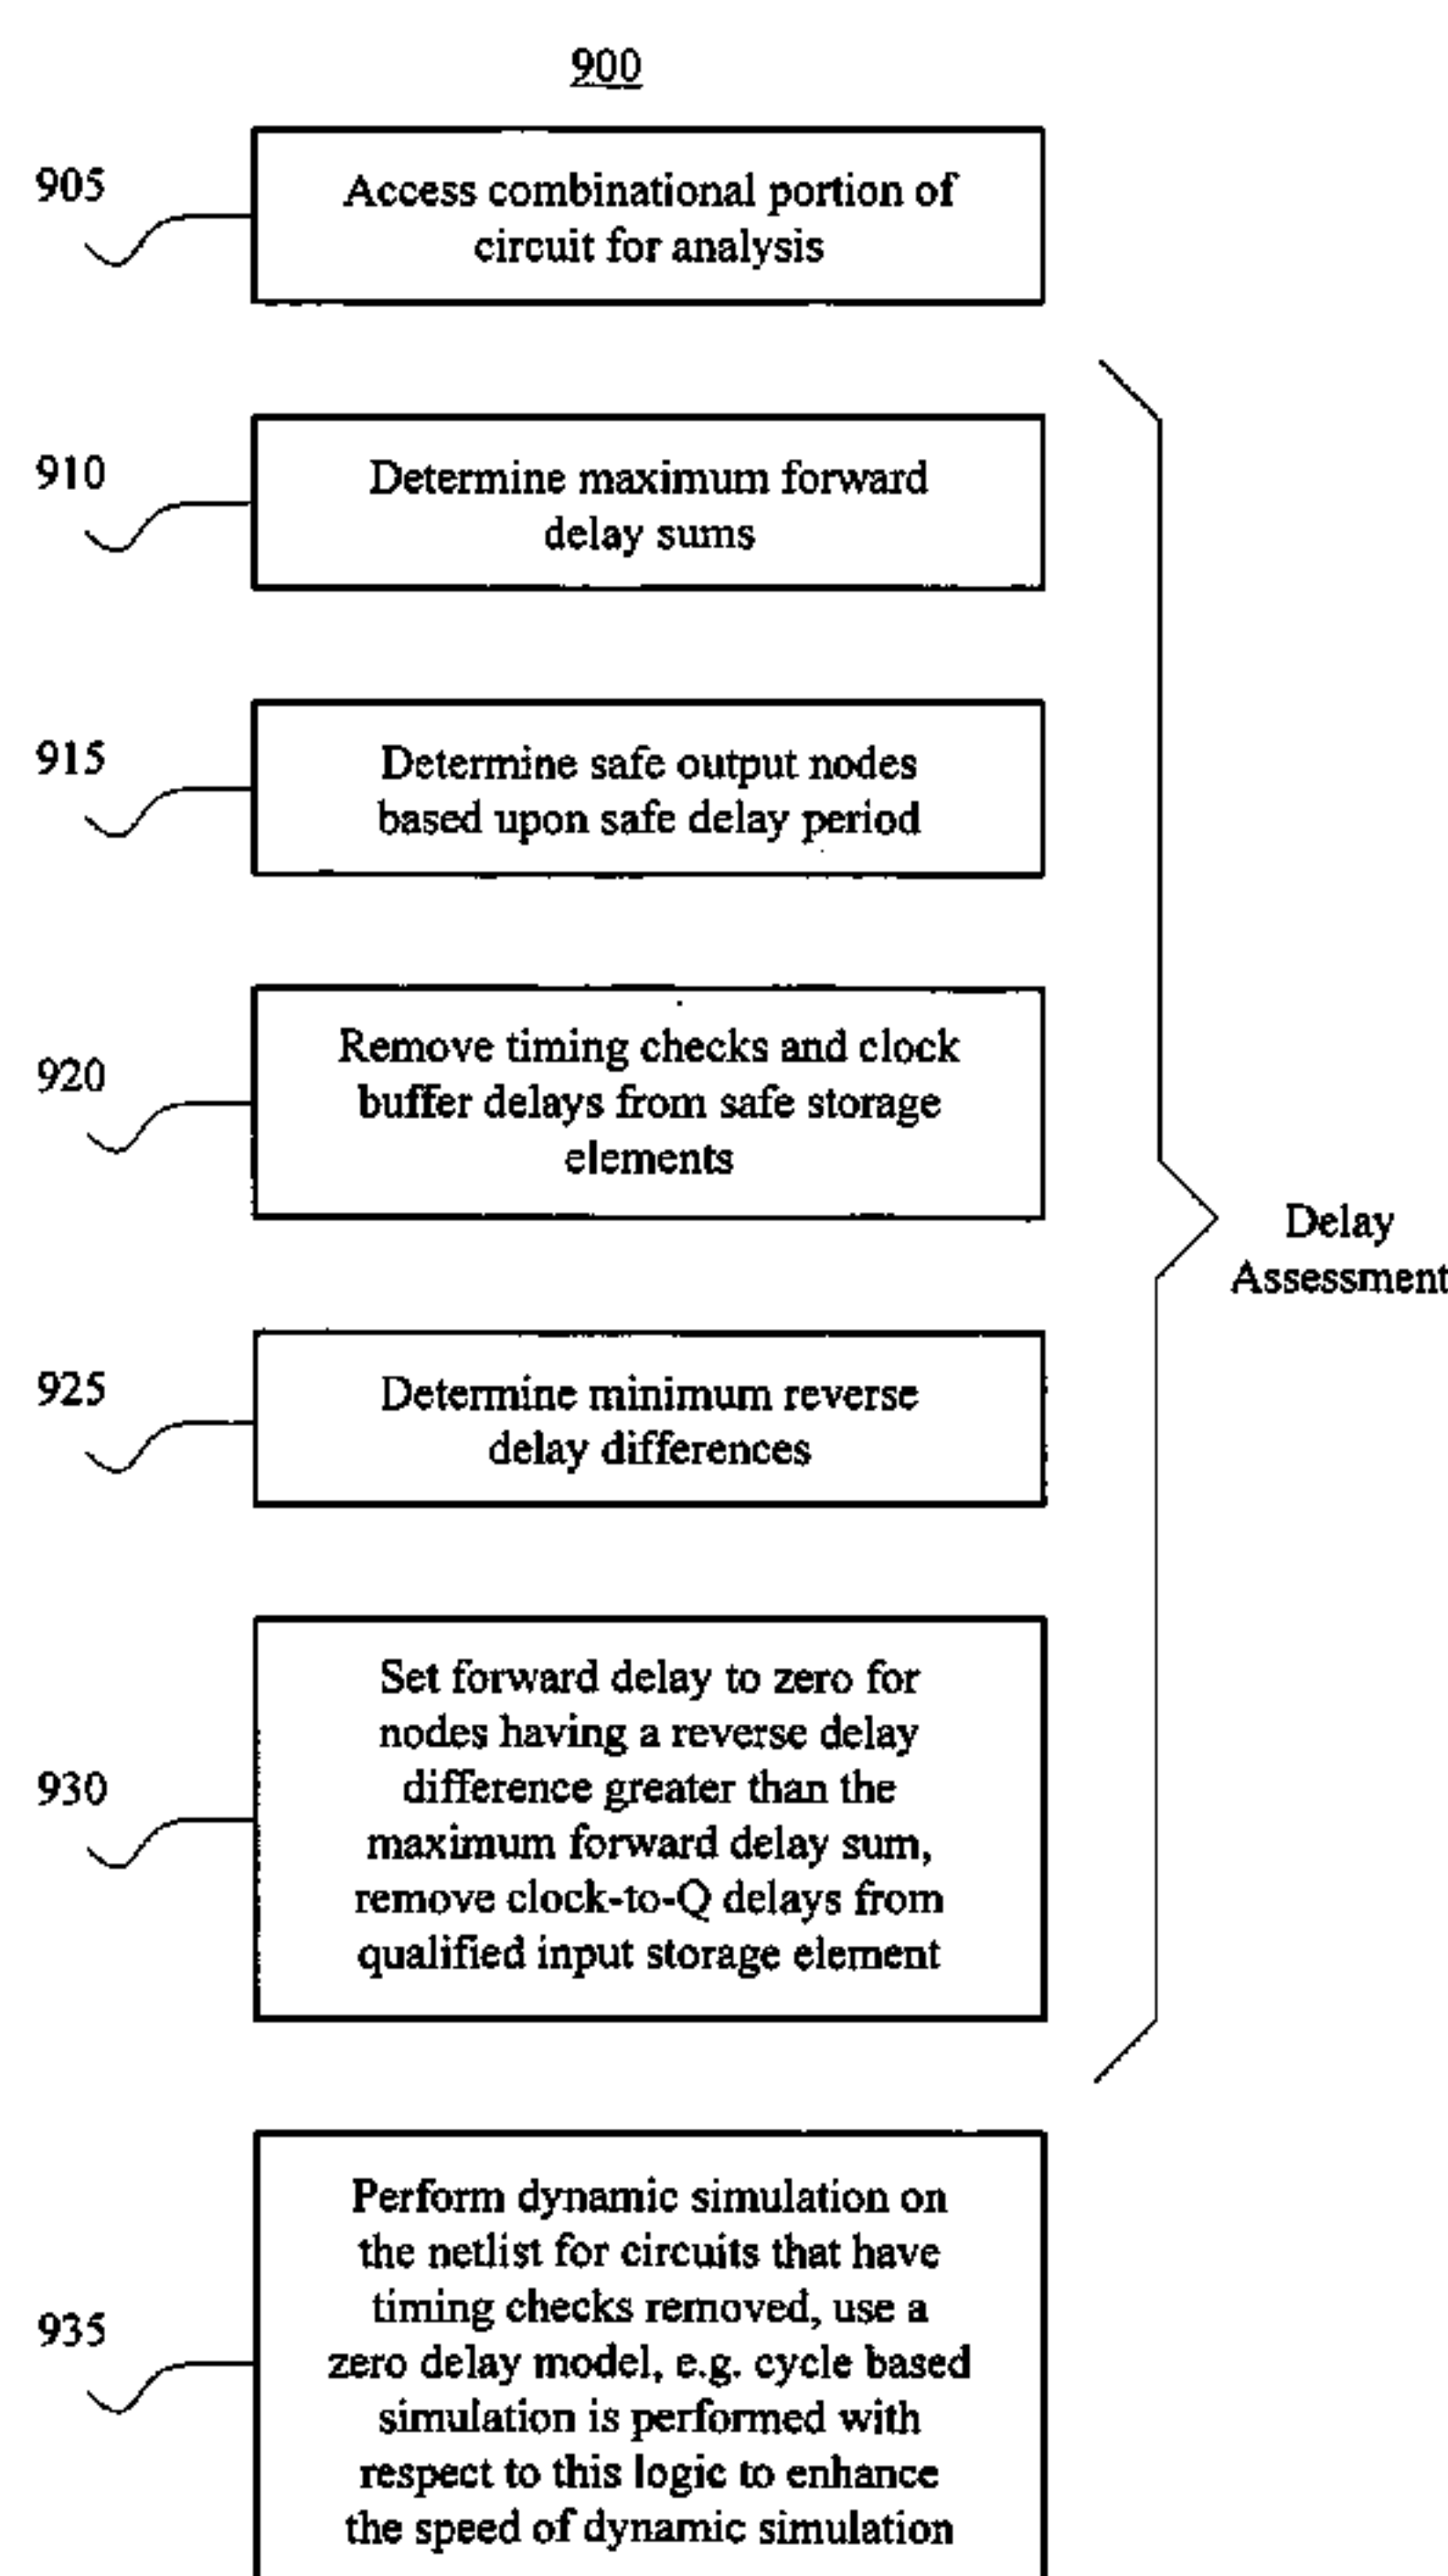 900
905
Access combinational portion of
circuit for analysis
910
Determine maximum forward
delay sums
915
Determine safe output nodes
based upon safe delay period
920
Remove timing checks and clock
buffer delays from safe storage
elements
Delay
Assessment
925
Determine minimum reverse
delay differences
930
Set forward delay to zero for
nodes having a reverse delay
difference greater than the
maximum forward delay sum,
remove clock-to-Q delays from
qualified input storage element
935
Perform dynamic simulation on
the netlist for circuits that have
timing checks removed, use a
zero delay model, e.g. cycle based
simulation is performed with
respect to this logic to enhance
the speed of dynamic simulation